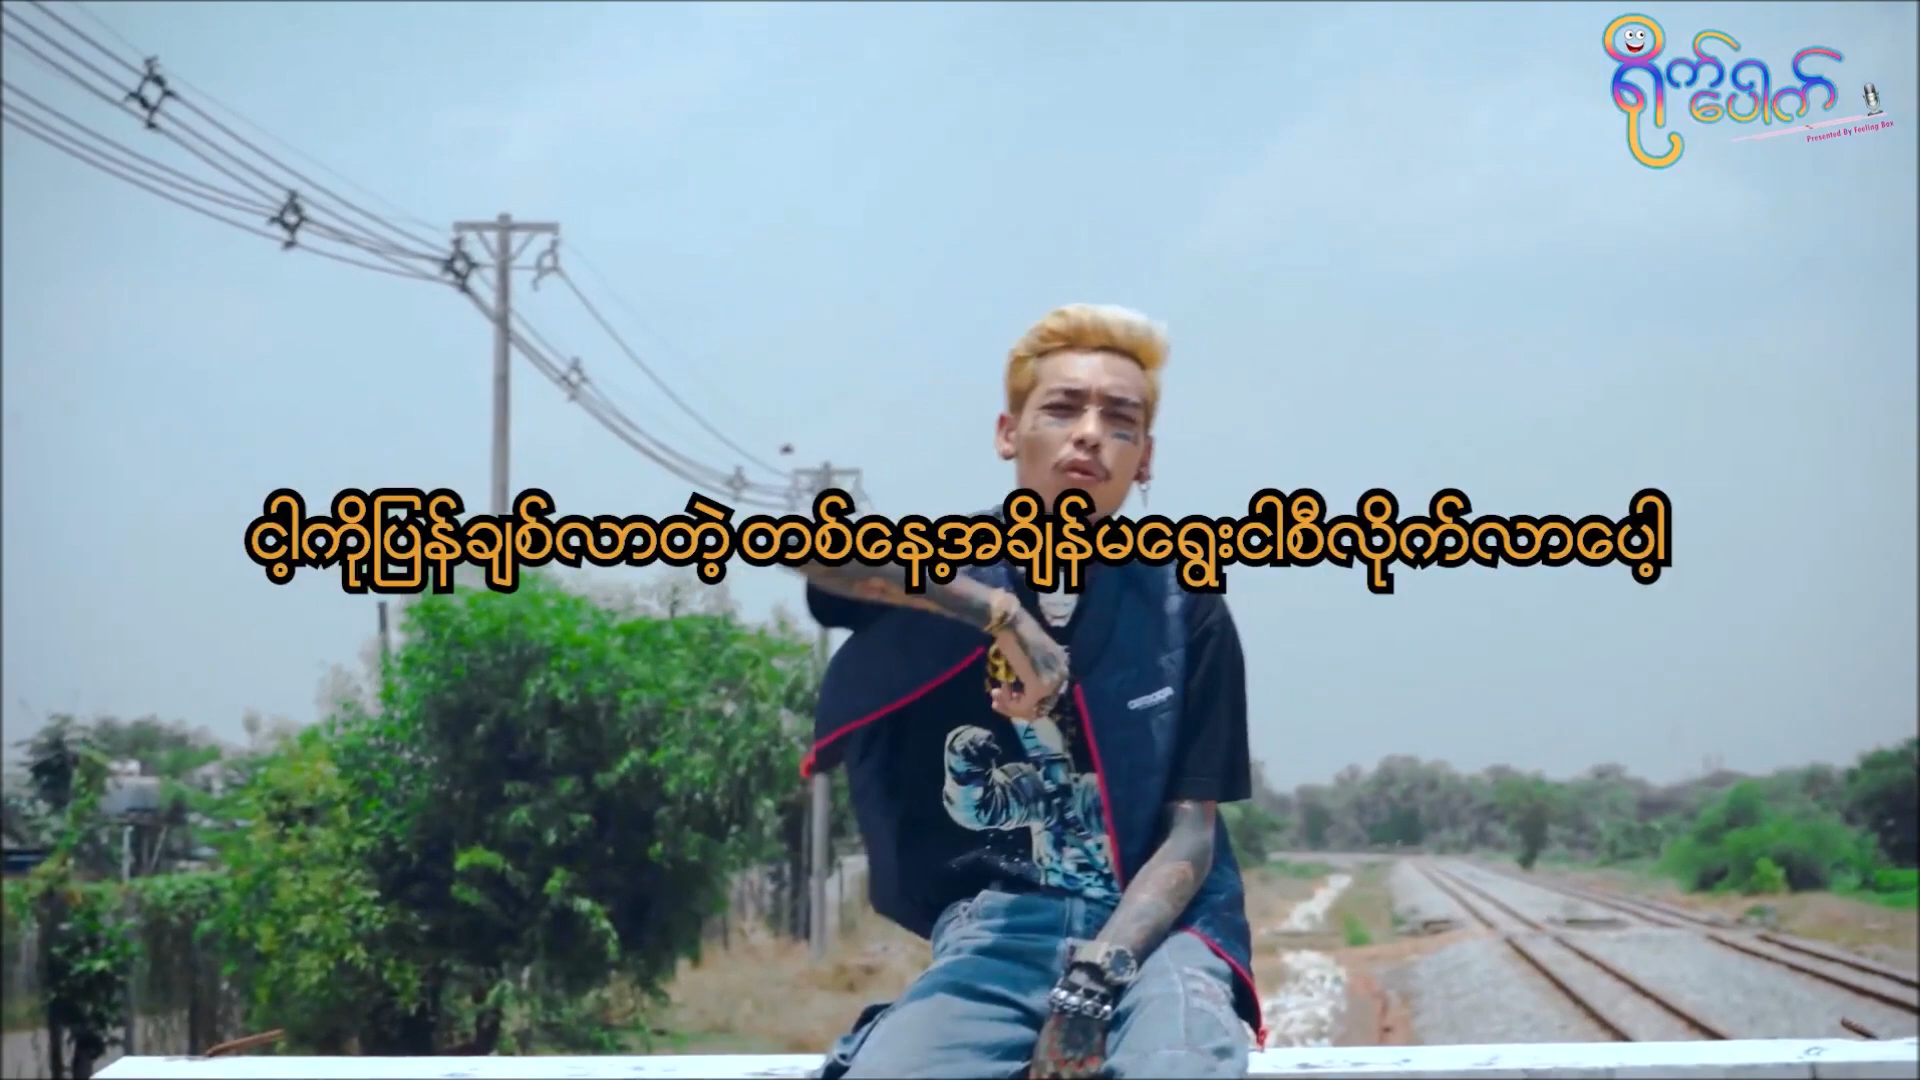 ရိုက်ပေါက်
Presented By Feeling Box
ငါ့ကိုပြန်ချစ်လာတဲ့ တစ်နေ့အချိန်မရွေးငါစီလိုက်လာပေါ့